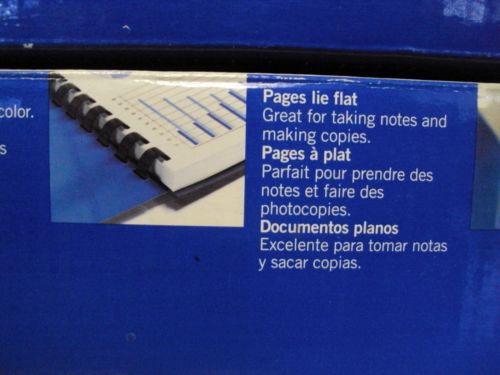 color.
s
Pages lie flat
Great for taking notes and
making copies.
Pages à plat
Parfait pour prendre des
notes et faire des
photocopies.
Documentos planos
Excelente para tomar notas
y sacar copias.